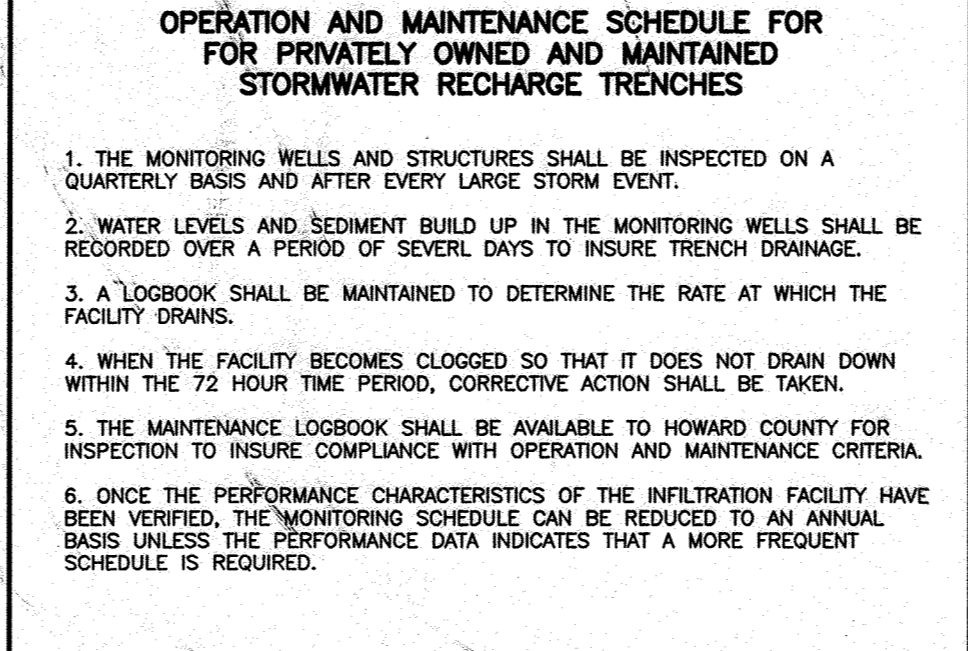 OPERATION AND MAINTENANCE SCHEDULE FOR
FOR PRIVATELY OWNED AND MAINTAINED
STORMWATER RECHARGE TRENCHES
1. THE MONITORING WELLS AND STRUCTURES SHALL BE INSPECTED ON A
QUARTERLY BASIS AND AFTER EVERY LARGE STORM EVENT.
2. WATER LEVELS AND SEDIMENT BUILD UP IN THE MONITORING WELLS SHALL BE
RECORDED OVER A PERIOD OF SEVERL DAYS TO INSURE TRENCH DRAINAGE.
3. A LOGBOOK SHALL BE MAINTAINED TO DETERMINE THE RATE AT WHICH THE
FACILITY DRAINS.
4. WHEN THE FACILITY BECOMES CLOGGED SO THAT IT DOES NOT DRAIN DOWN
WITHIN THE 72 HOUR TIME PERIOD, CORRECTIVE ACTION SHALL BE TAKEN.
5. THE MAINTENANCE LOGBOOK SHALL BE AVAILABLE TO HOWARD COUNTY FOR
INSPECTION TO INSURE COMPLIANCE WITH OPERATION AND MAINTENANCE CRITERIA.
6. ONCE THE PERFORMANCE CHARACTERISTICS OF THE INFILTRATION FACILITY HAVE
BEEN VERIFIED, THE MONITORING SCHEDULE CAN BE REDUCED TO AN ANNUAL
BASIS UNLESS THE PERFORMANCE DATA INDICATES THAT A MORE FREQUENT
SCHEDULE IS REQUIRED.